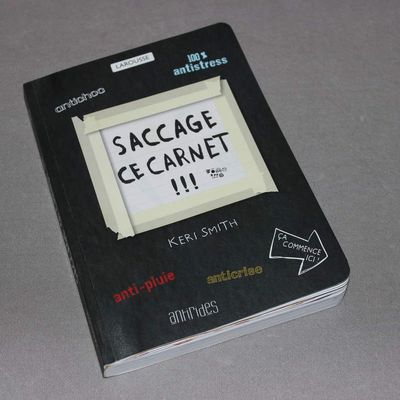 LAROUSSE
100%
antistress
antichoc
SACCAGE
CE CARNET
!!!
KERI SMITH
ÇA
COMMENCE
ICI!
anti-pluie
anticrise
antirides